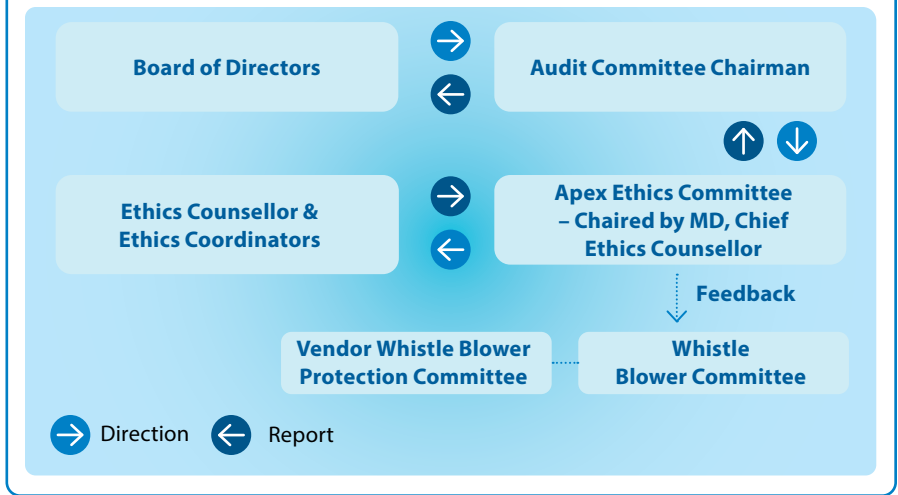 Board of Directors
Audit Committee Chairman
Ethics Counsellor &
Ethics Coordinators
Apex Ethics Committee
– Chaired by MD, Chief
Ethics Counsellor
Feedback
Vendor Whistle Blower
Protection Committee
Whistle
Blower Committee
Direction
Report